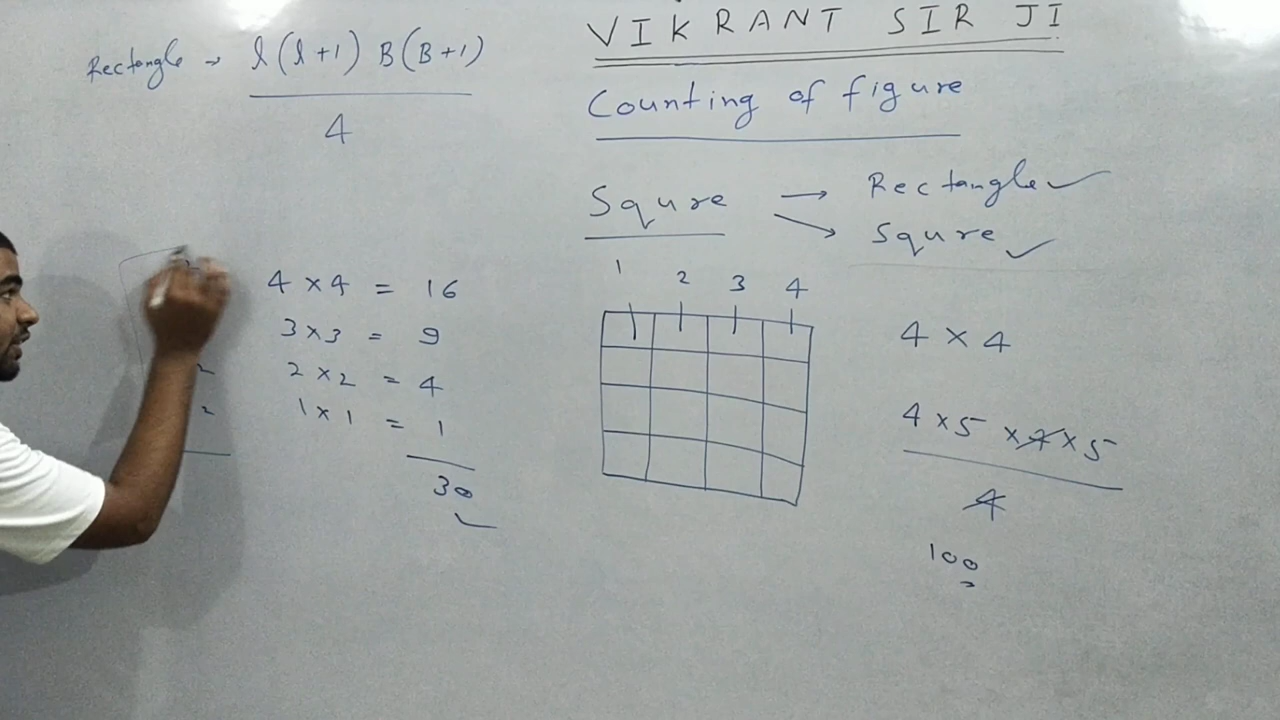 Rectangle → l(l+1) B(B+1)
4
VIKRANT SIR JI
Counting of figure
Squre → Rectangle ✓
→ Squre ✓
4 × 4 = 16
3 × 3 = 9
2 × 2 = 4
1 × 1 = 1
30
2
2
1 2 3 4
4 × 4
4 × 5 × 4 × 5
4
100